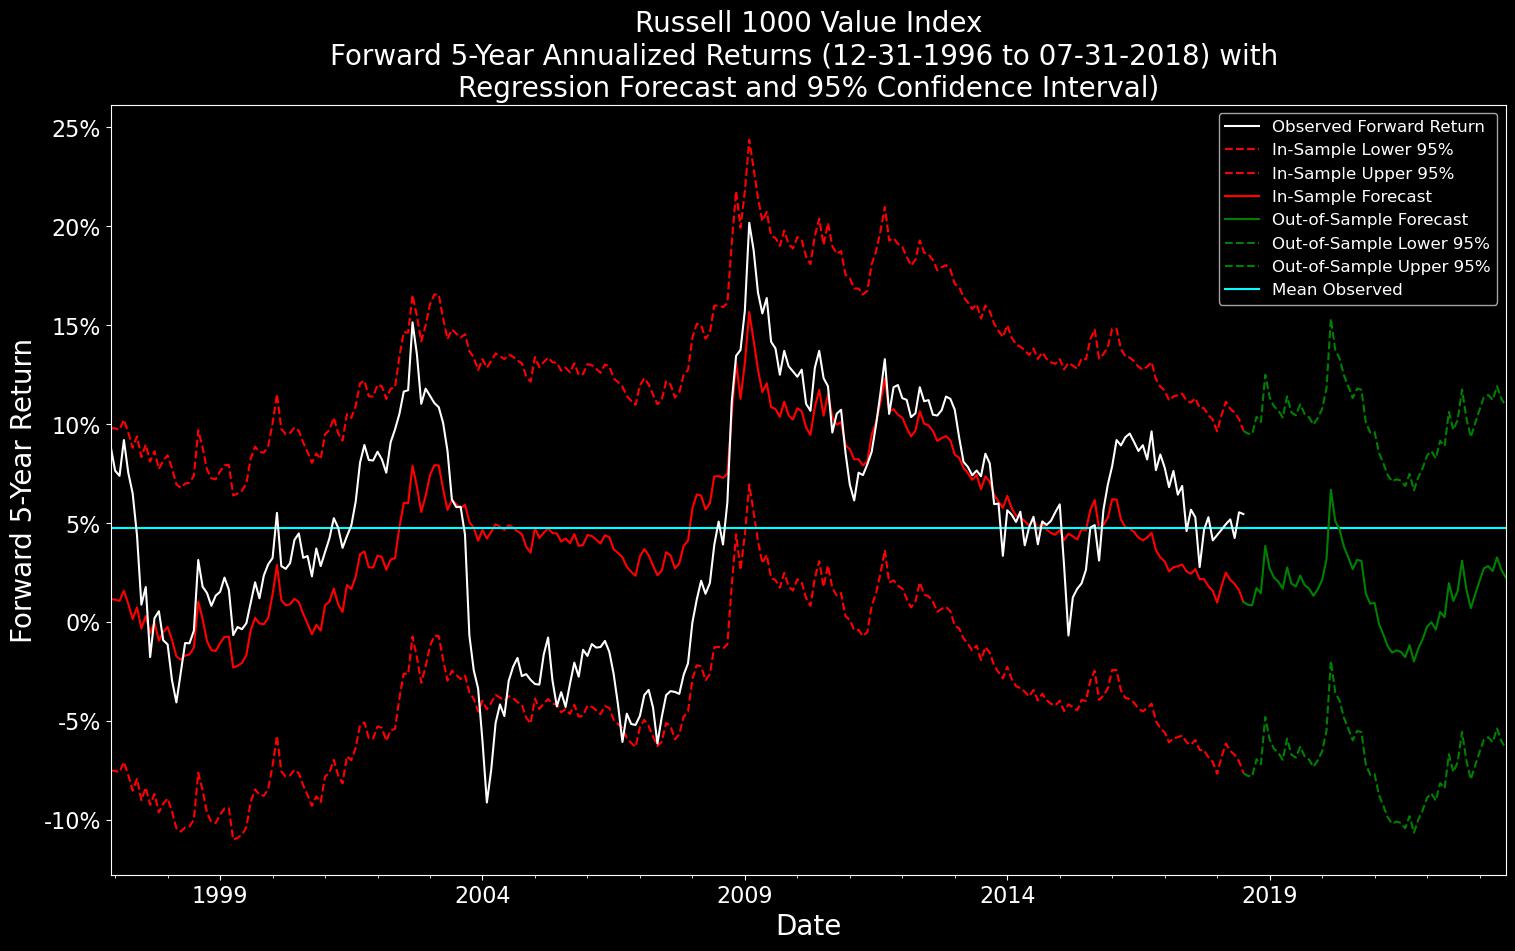 Russell 1000 Value Index
Forward 5-Year Annualized Returns (12-31-1996 to 07-31-2018) with
Regression Forecast and 95% Confidence Interval)
Forward 5-Year Return
25%
20%
15%
10%
5%
0%
-5%
-10%
Observed Forward Return
In-Sample Lower 95%
In-Sample Upper 95%
In-Sample Forecast
Out-of-Sample Forecast
Out-of-Sample Lower 95%
Out-of-Sample Upper 95%
Mean Observed
1999 2004 2009 2014 2019
Date